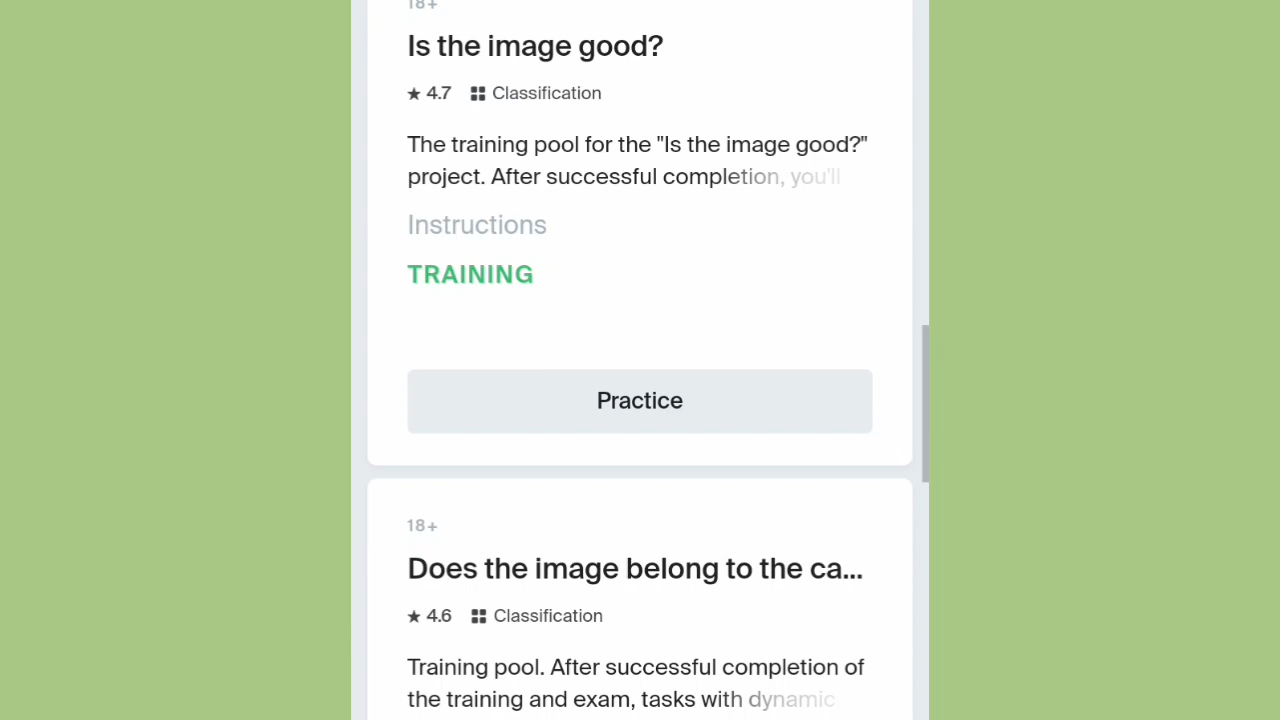 18+
Is the image good?
4.7 Classification
The training pool for the "Is the image good?"
project. After successful completion, you'll
Instructions
TRAINING
Practice
18+
Does the image belong to the ca...
4.6 Classification
Training pool. After successful completion of
the training and exam, tasks with dynamic